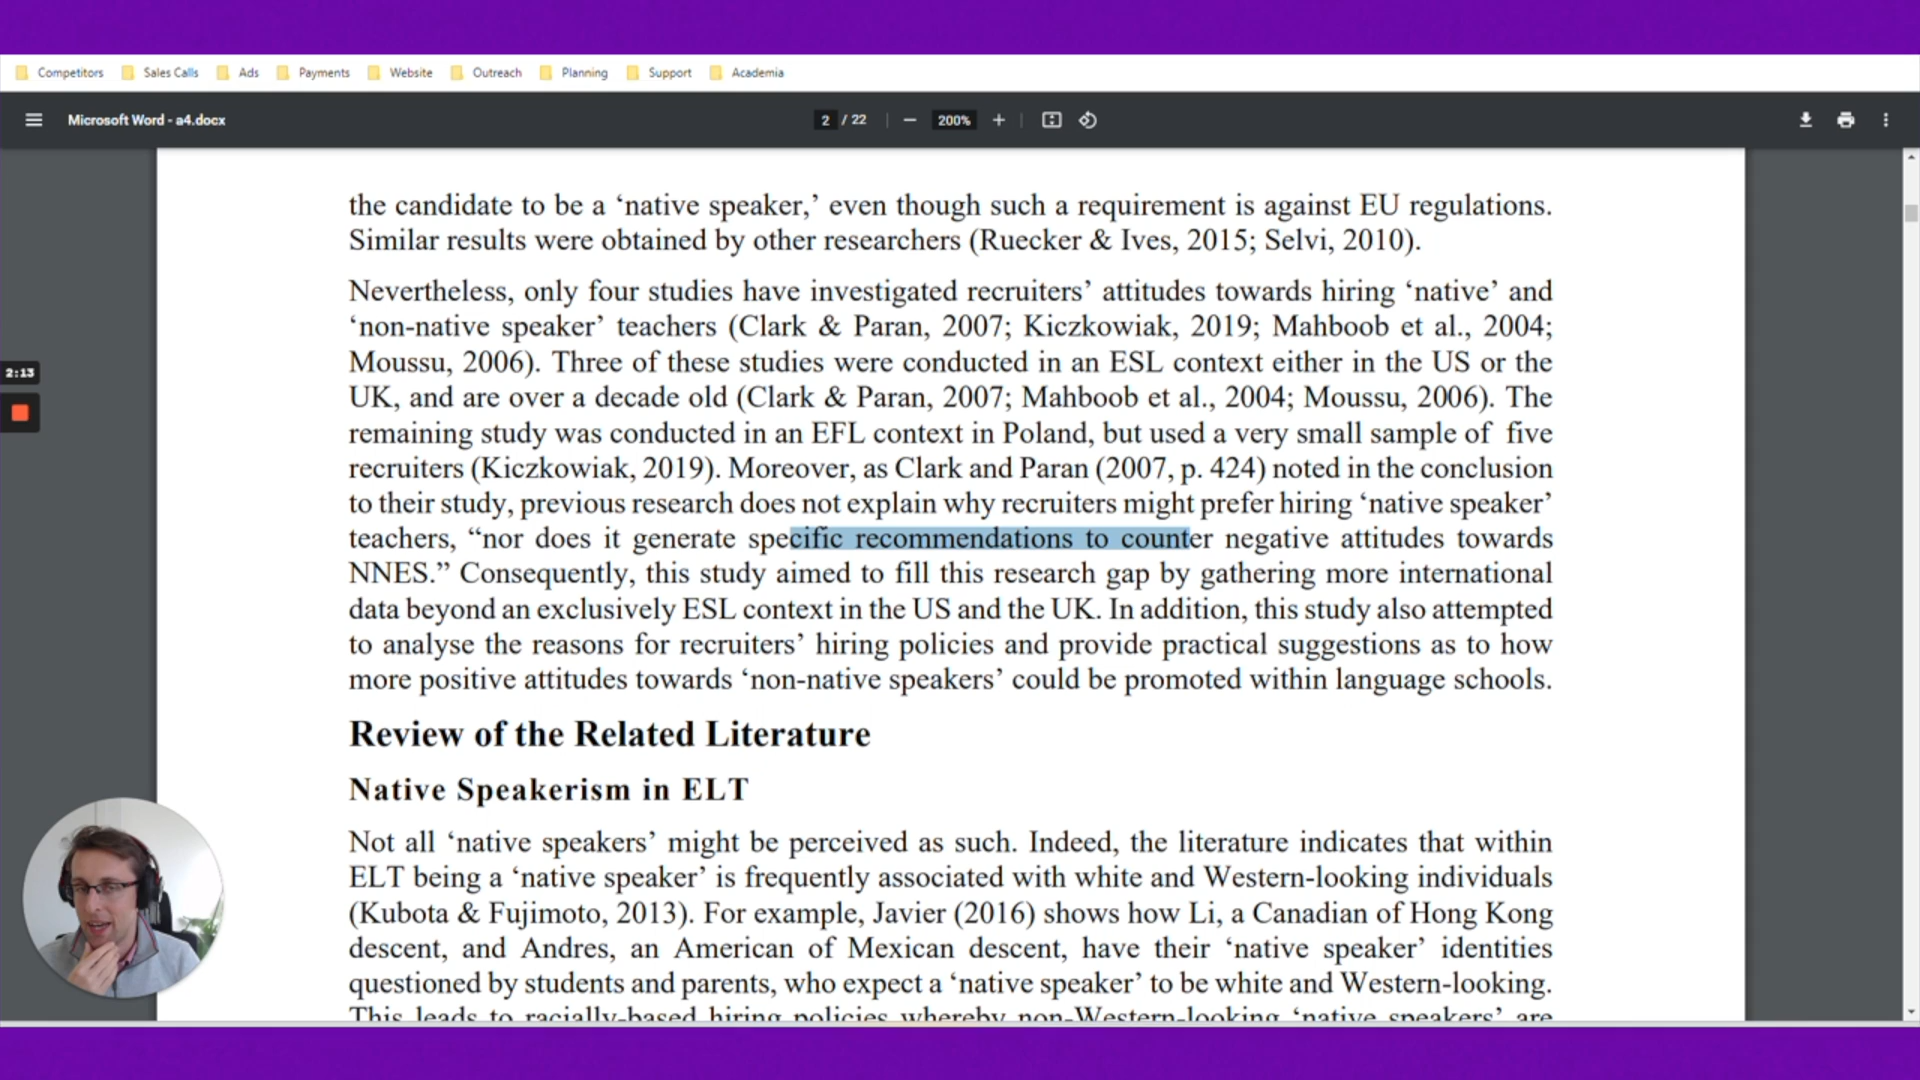 Competitors Sales Calls Ads Payments Website Outreach Planning Support Academia
Microsoft Word - a4.docx 2 / 22 200%
the candidate to be a ‘native speaker,’ even though such a requirement is against EU regulations.
Similar results were obtained by other researchers (Ruecker & Ives, 2015; Selvi, 2010).
Nevertheless, only four studies have investigated recruiters’ attitudes towards hiring ‘native’ and
‘non-native speaker’ teachers (Clark & Paran, 2007; Kiczkowiak, 2019; Mahboob et al., 2004;
Moussu, 2006). Three of these studies were conducted in an ESL context either in the US or the
2:13
UK, and are over a decade old (Clark & Paran, 2007; Mahboob et al., 2004; Moussu, 2006). The
remaining study was conducted in an EFL context in Poland, but used a very small sample of five
recruiters (Kiczkowiak, 2019). Moreover, as Clark and Paran (2007, p. 424) noted in the conclusion
to their study, previous research does not explain why recruiters might prefer hiring ‘native speaker’
teachers, “nor does it generate specific recommendations to counter negative attitudes towards
NNES.” Consequently, this study aimed to fill this research gap by gathering more international
data beyond an exclusively ESL context in the US and the UK. In addition, this study also attempted
to analyse the reasons for recruiters’ hiring policies and provide practical suggestions as to how
more positive attitudes towards ‘non-native speakers’ could be promoted within language schools.
Review of the Related Literature
Native Speakerism in ELT
Not all ‘native speakers’ might be perceived as such. Indeed, the literature indicates that within
ELT being a ‘native speaker’ is frequently associated with white and Western-looking individuals
(Kubota & Fujimoto, 2013). For example, Javier (2016) shows how Li, a Canadian of Hong Kong
descent, and Andres, an American of Mexican descent, have their ‘native speaker’ identities
questioned by students and parents, who expect a ‘native speaker’ to be white and Western-looking.
This leads to racially-based hiring policies whereby non-Western-looking ‘native speakers’ are